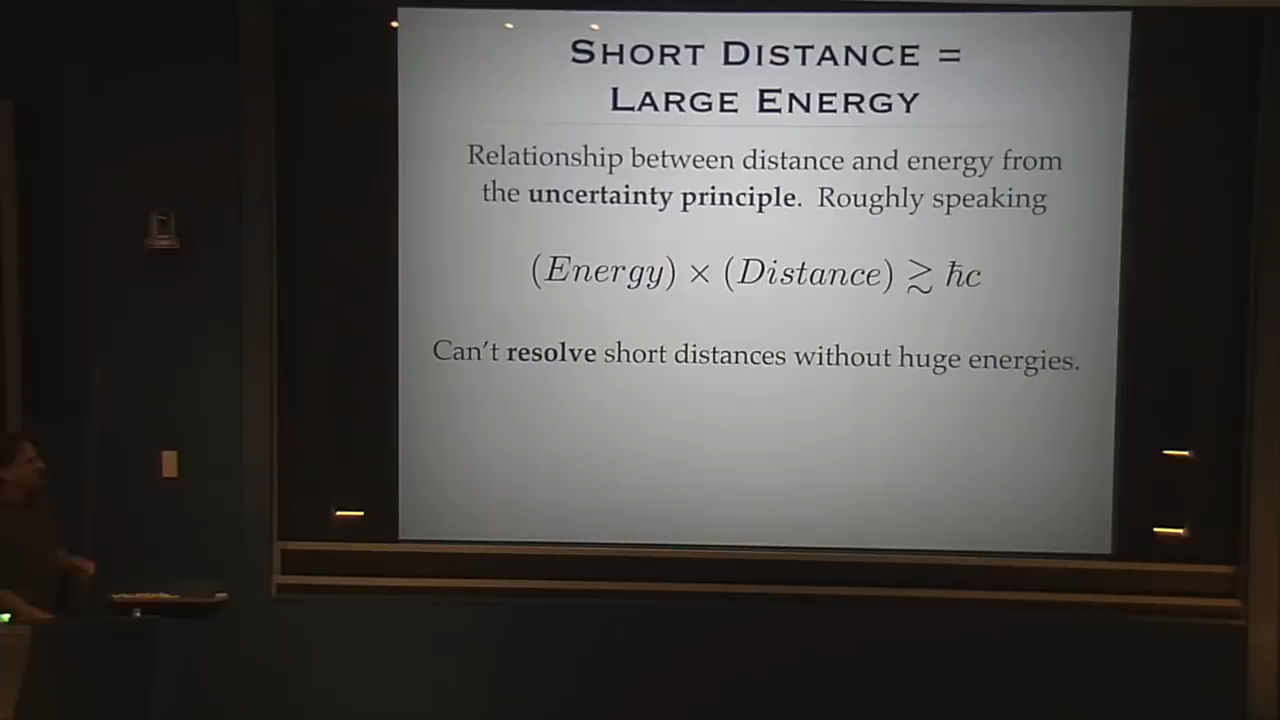 SHORT DISTANCE =
LARGE ENERGY
Relationship between distance and energy from
the uncertainty principle. Roughly speaking
(Energy) × (Distance) ≳ ħc
Can't resolve short distances without huge energies.